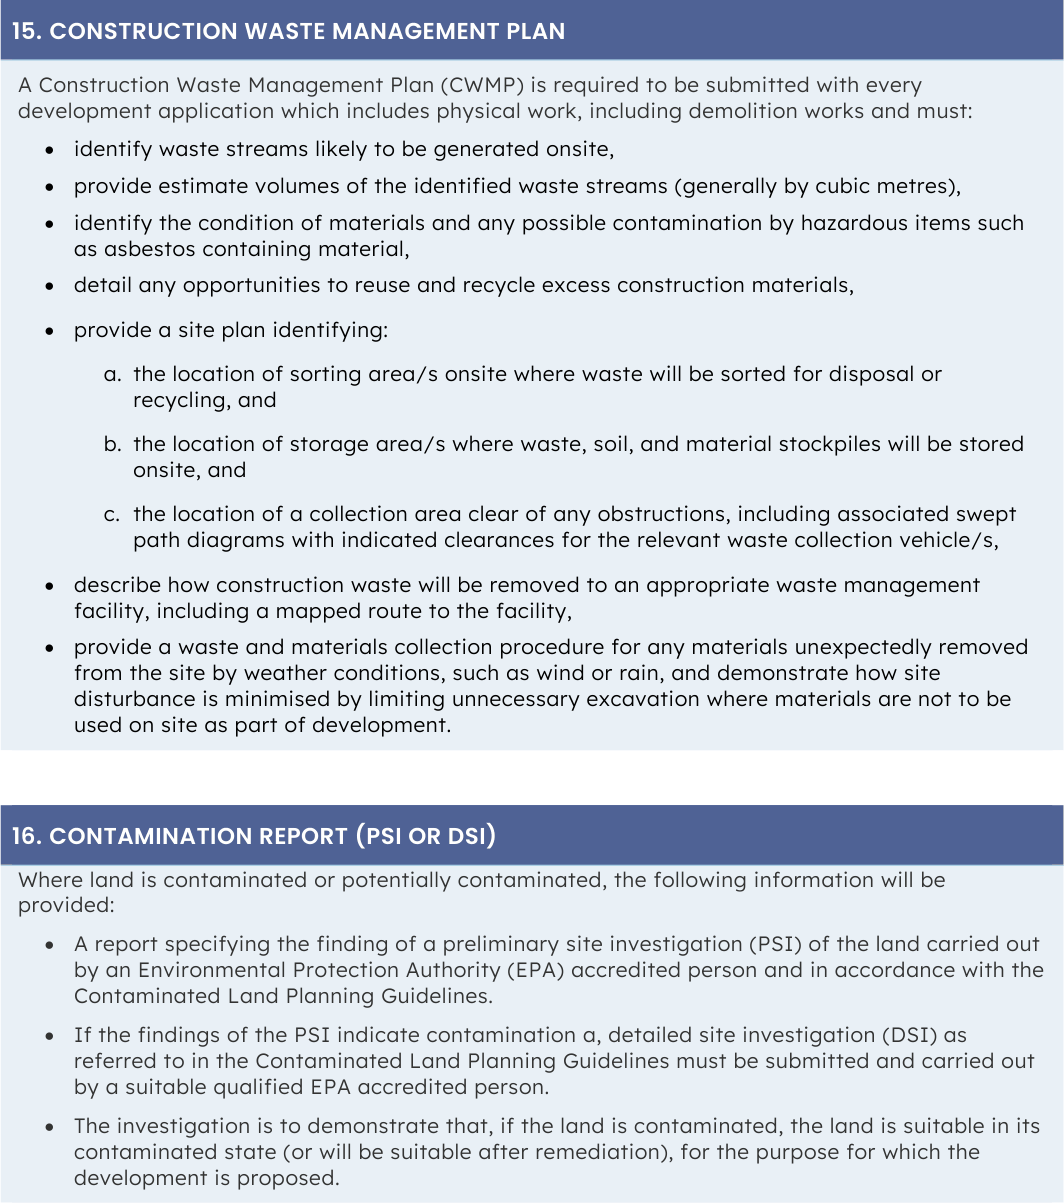 15. CONSTRUCTION WASTE MANAGEMENT PLAN
A Construction Waste Management Plan (CWMP) is required to be submitted with every
development application which includes physical work, including demolition works and must:
• identify waste streams likely to be generated onsite,
• provide estimate volumes of the identified waste streams (generally by cubic metres),
• identify the condition of materials and any possible contamination by hazardous items such
as asbestos containing material,
• detail any opportunities to reuse and recycle excess construction materials,
• provide a site plan identifying:
a. the location of sorting area/s onsite where waste will be sorted for disposal or
recycling, and
b. the location of storage area/s where waste, soil, and material stockpiles will be stored
onsite, and
c. the location of a collection area clear of any obstructions, including associated swept
path diagrams with indicated clearances for the relevant waste collection vehicle/s,
• describe how construction waste will be removed to an appropriate waste management
facility, including a mapped route to the facility,
• provide a waste and materials collection procedure for any materials unexpectedly removed
from the site by weather conditions, such as wind or rain, and demonstrate how site
disturbance is minimised by limiting unnecessary excavation where materials are not to be
used on site as part of development.
16. CONTAMINATION REPORT (PSI OR DSI)
Where land is contaminated or potentially contaminated, the following information will be
provided:
• A report specifying the finding of a preliminary site investigation (PSI) of the land carried out
by an Environmental Protection Authority (EPA) accredited person and in accordance with the
Contaminated Land Planning Guidelines.
• If the findings of the PSI indicate contamination a, detailed site investigation (DSI) as
referred to in the Contaminated Land Planning Guidelines must be submitted and carried out
by a suitable qualified EPA accredited person.
• The investigation is to demonstrate that, if the land is contaminated, the land is suitable in its
contaminated state (or will be suitable after remediation), for the purpose for which the
development is proposed.